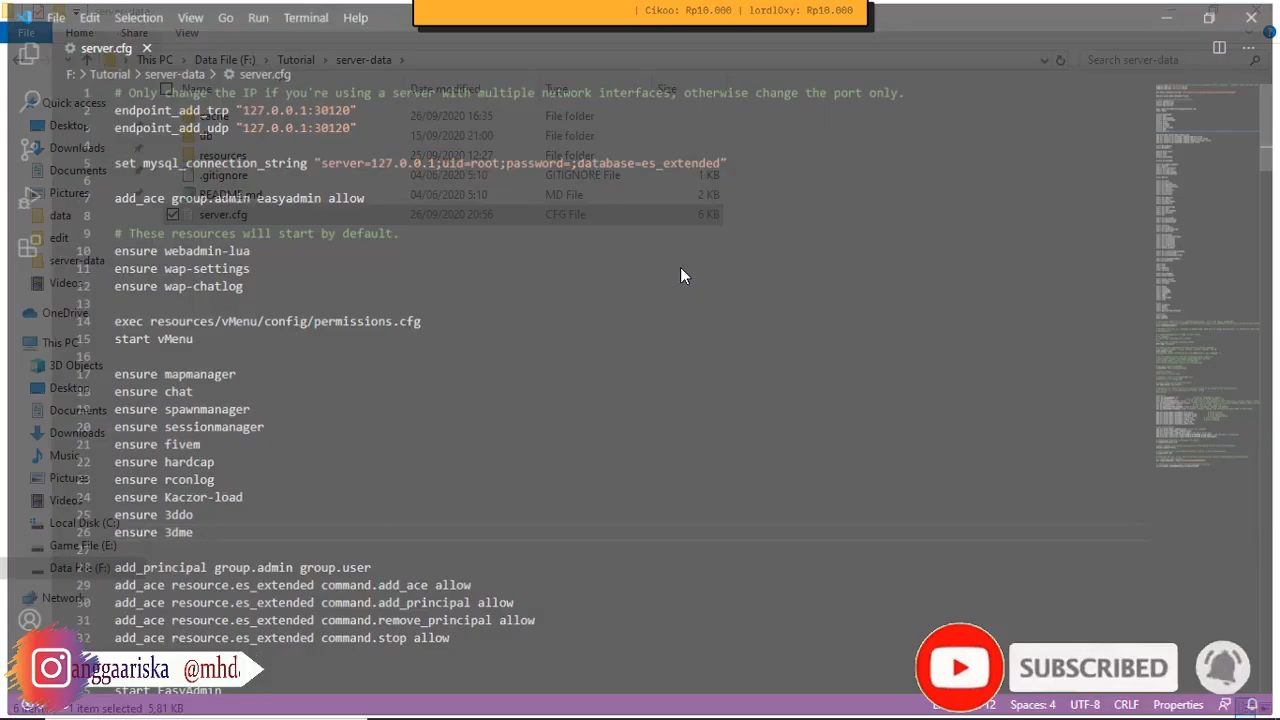 | Cikoo: Rp10.000 | lordlOxy: Rp10.000
File Edit Selection View Go Run Terminal Help
File Home Share View
server.cfg
This PC Data File (F:) Tutorial server-data
Search server-data
F: Tutorial server-data server.cfg
Name Date modified Type Size
1 # Only change the IP if you're using a server with multiple network interfaces, otherwise change the port only.
2 endpoint_add_tcp "127.0.0.1:30120"
3 endpoint_add_udp "127.0.0.1:30120"
4
5 set mysql_connection_string "server=127.0.0.1;uid=root;password=;database=es_extended"
6
7 add_ace group.admin easyadmin allow
8
9 # These resources will start by default.
10 ensure webadmin-lua
11 ensure wap-settings
12 ensure wap-chatlog
13
14 exec resources/vMenu/config/permissions.cfg
15 start vMenu
16
17 ensure mapmanager
18 ensure chat
19 ensure spawnmanager
20 ensure sessionmanager
21 ensure fivem
22 ensure hardcap
23 ensure rconlog
24 ensure Kaczor-load
25 ensure 3ddo
26 ensure 3dme
27
28 add_principal group.admin group.user
29 add_ace resource.es_extended command.add_ace allow
30 add_ace resource.es_extended command.add_principal allow
31 add_ace resource.es_extended command.remove_principal allow
32 add_ace resource.es_extended command.stop allow
start EasyAdmin
cache 26/09/2020 16:35 File folder
15/09/2020 21:00 File folder
resources 25/09/2020 22:27 File folder
.gitignore 04/06/2020 5:10 GITIGNORE File 1 KB
README.md 04/06/2020 5:10 MD File 2 KB
server.cfg 26/09/2020 20:56 CFG File 6 KB
Quick access
Desktop
Downloads
Documents
Pictures
data
edit
server-data
Videos
OneDrive
This PC
3D Objects
Desktop
Documents
Downloads
Music
Pictures
Videos
Local Disk (C:)
Game File (E:)
Data File (F:)
Network
anggaariska @mhd
SUBSCRIBED
1 item selected 5,81 KB
Spaces: 4 UTF-8 CRLF Properties